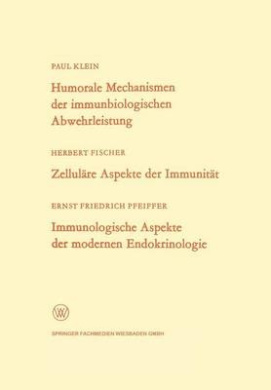 PAUL KLEIN
Humorale Mechanismen
der immunbiologischen
Abwehrleistung
HERBERT FISCHER
Zelluläre Aspekte der Immunität
ERNST FRIEDRICH PFEIFFER
Immunologische Aspekte
der modernen Endokrinologie
SPRINGER FACHMEDIEN WIESBADEN GMBH